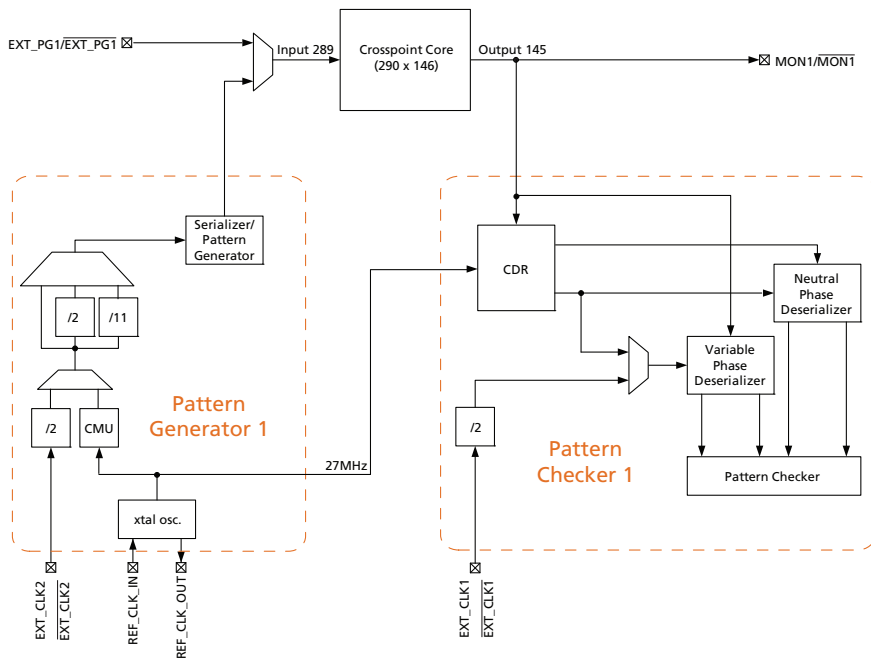 EXT_PG1/EXT_PG1
Input 289
Crosspoint Core
(290 x 146)
Output 145
MON1/MON1
Serializer/
Pattern
Generator
CDR
Neutral
Phase
Deserializer
/2
/11
Variable
Phase
Deserializer
/2
CMU
Pattern
Generator 1
/2
Pattern
Checker 1
27MHz
Pattern Checker
xtal osc.
EXT_CLK2
EXT_CLK2
REF_CLK_IN
REF_CLK_OUT
EXT_CLK1
EXT_CLK1